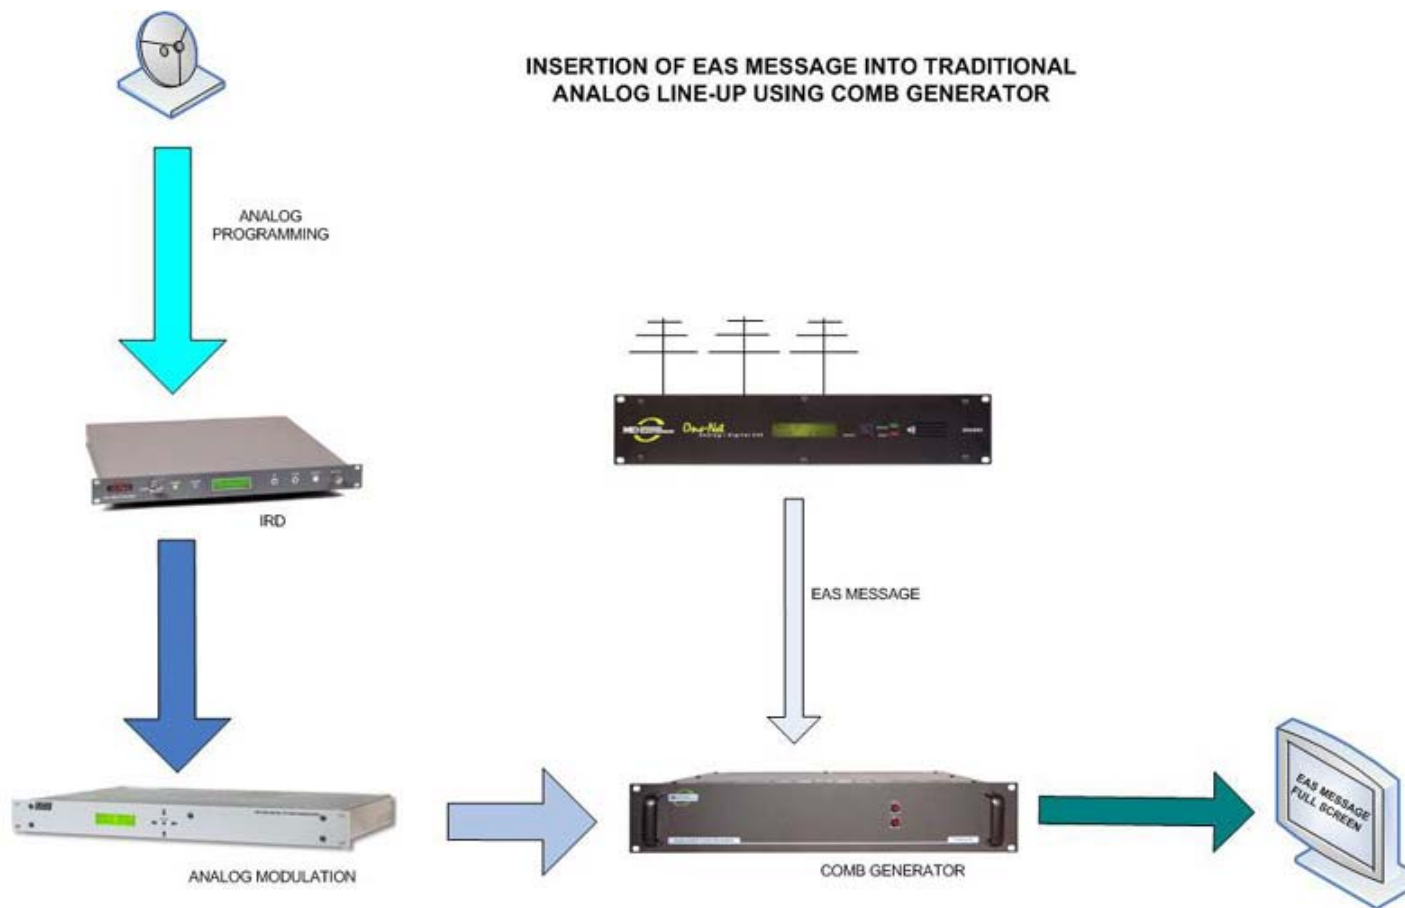 INSERTION OF EAS MESSAGE INTO TRADITIONAL
ANALOG LINE-UP USING COMB GENERATOR
ANALOG
PROGRAMMING
One-Net
IRD
EAS MESSAGE
EAS MESSAGE
FULL SCREEN
ANALOG MODULATION
COMB GENERATOR